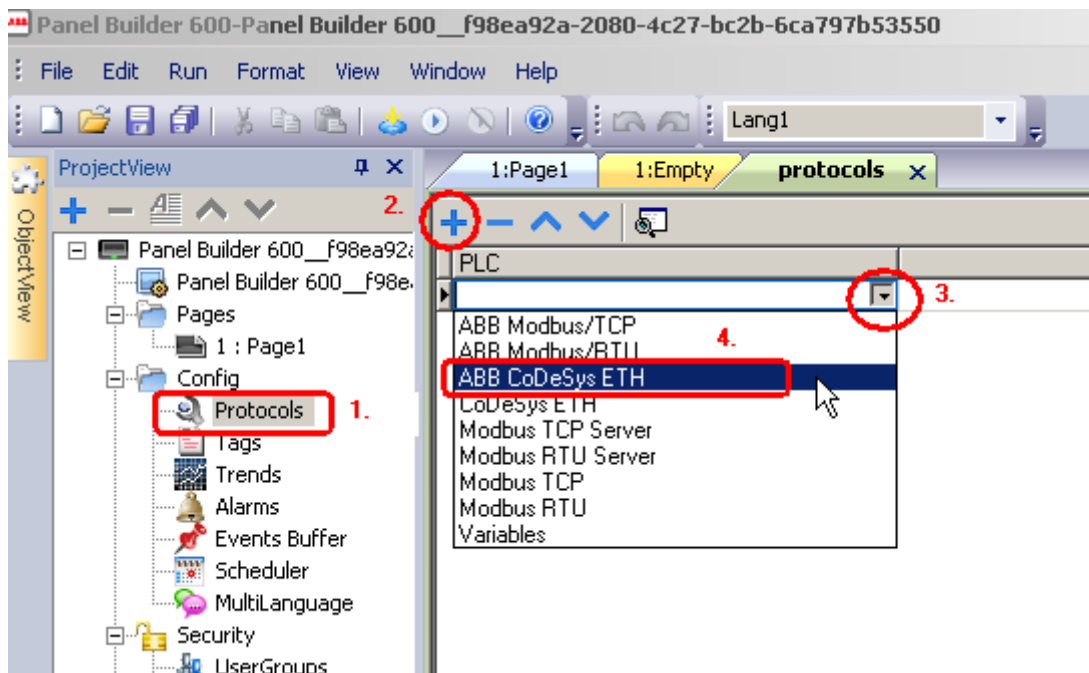 ABB Panel Builder 600-Panel Builder 600__f98ea92a-2080-4c27-bc2b-6ca797b53550
File Edit Run Format View Window Help
Lang1
ObjectView
ProjectView
1:Page1 1:Empty protocols
2.
Panel Builder 600__f98ea92a
PLC
Panel Builder 600__f98e
3.
Pages
ABB Modbus/TCP
4.
1 : Page1
ABB Modbus/RTU
Config
ABB CoDeSys ETH
Protocols 1.
CoDeSys ETH
Tags
Modbus TCP Server
Modbus RTU Server
Trends
Modbus TCP
Alarms
Modbus RTU
Events Buffer
Variables
Scheduler
MultiLanguage
Security
UserGroups